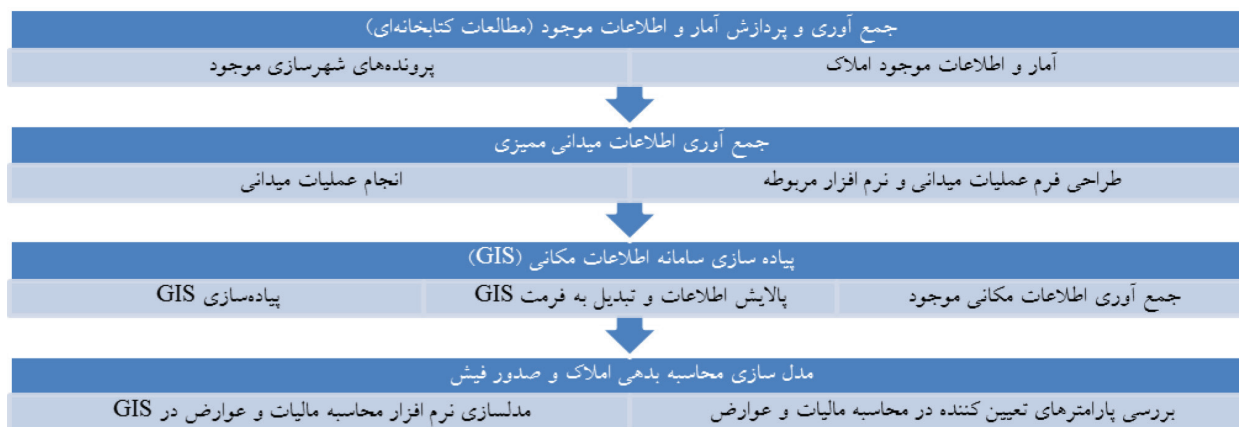 جمع آوری و پردازش آمار و اطلاعات موجود (مطالعات کتابخانه‌ای)
آمار و اطلاعات موجود املاک
پرونده‌های شهرسازی موجود
جمع آوری اطلاعات میدانی ممیزی
طراحی فرم عملیات میدانی و نرم افزار مربوطه
انجام عملیات میدانی
پیاده سازی سامانه اطلاعات مکانی (GIS)
جمع آوری اطلاعات مکانی موجود
پالایش اطلاعات و تبدیل به فرمت GIS
پیاده‌سازی GIS
مدل سازی محاسبه بدهی املاک و صدور فیش
بررسی پارامترهای تعیین کننده در محاسبه مالیات و عوارض
مدلسازی نرم افزار محاسبه مالیات و عوارض در GIS